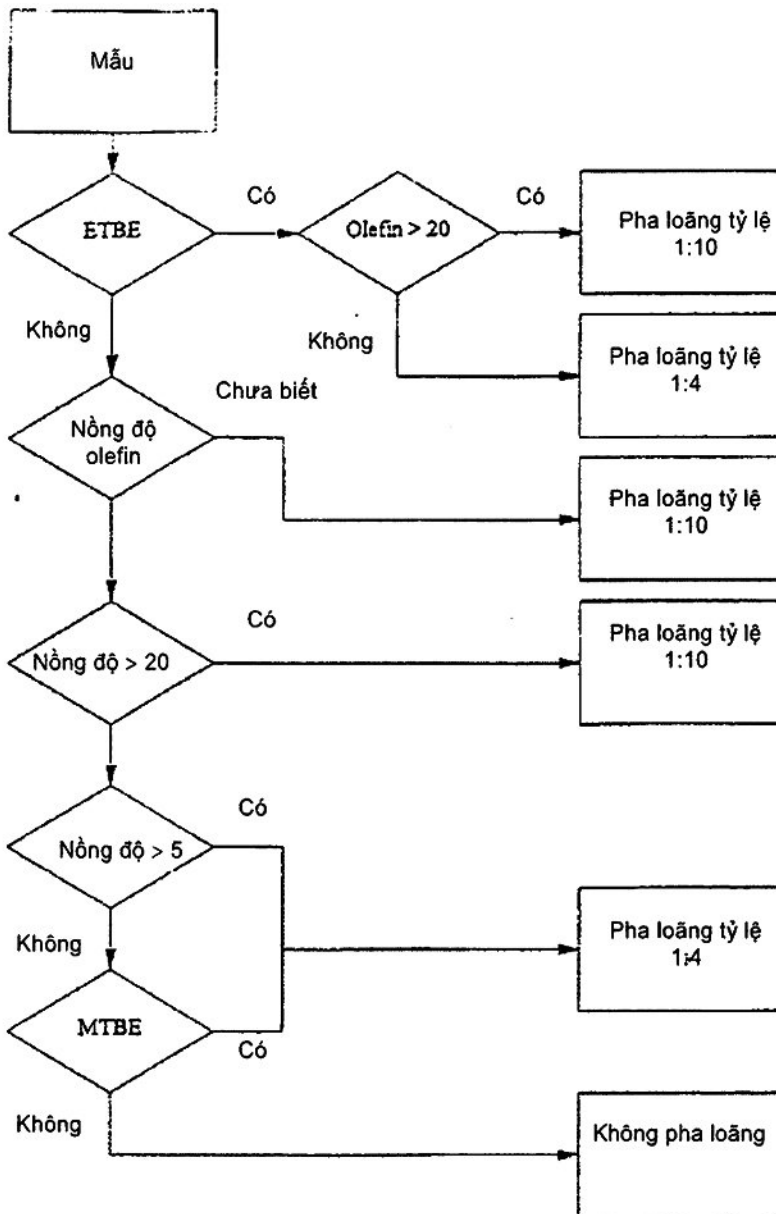 Mẫu
ETBE
Có
Olefin > 20
Có
Pha loãng tỷ lệ
1:10
Không
Không
Pha loãng tỷ lệ
1:4
Chưa biết
Nồng độ
olefin
Pha loãng tỷ lệ
1:10
Nồng độ > 20
Có
Pha loãng tỷ lệ
1:10
Nồng độ > 5
Có
Không
Pha loãng tỷ lệ
1:4
MTBE
Có
Không
Không pha loãng